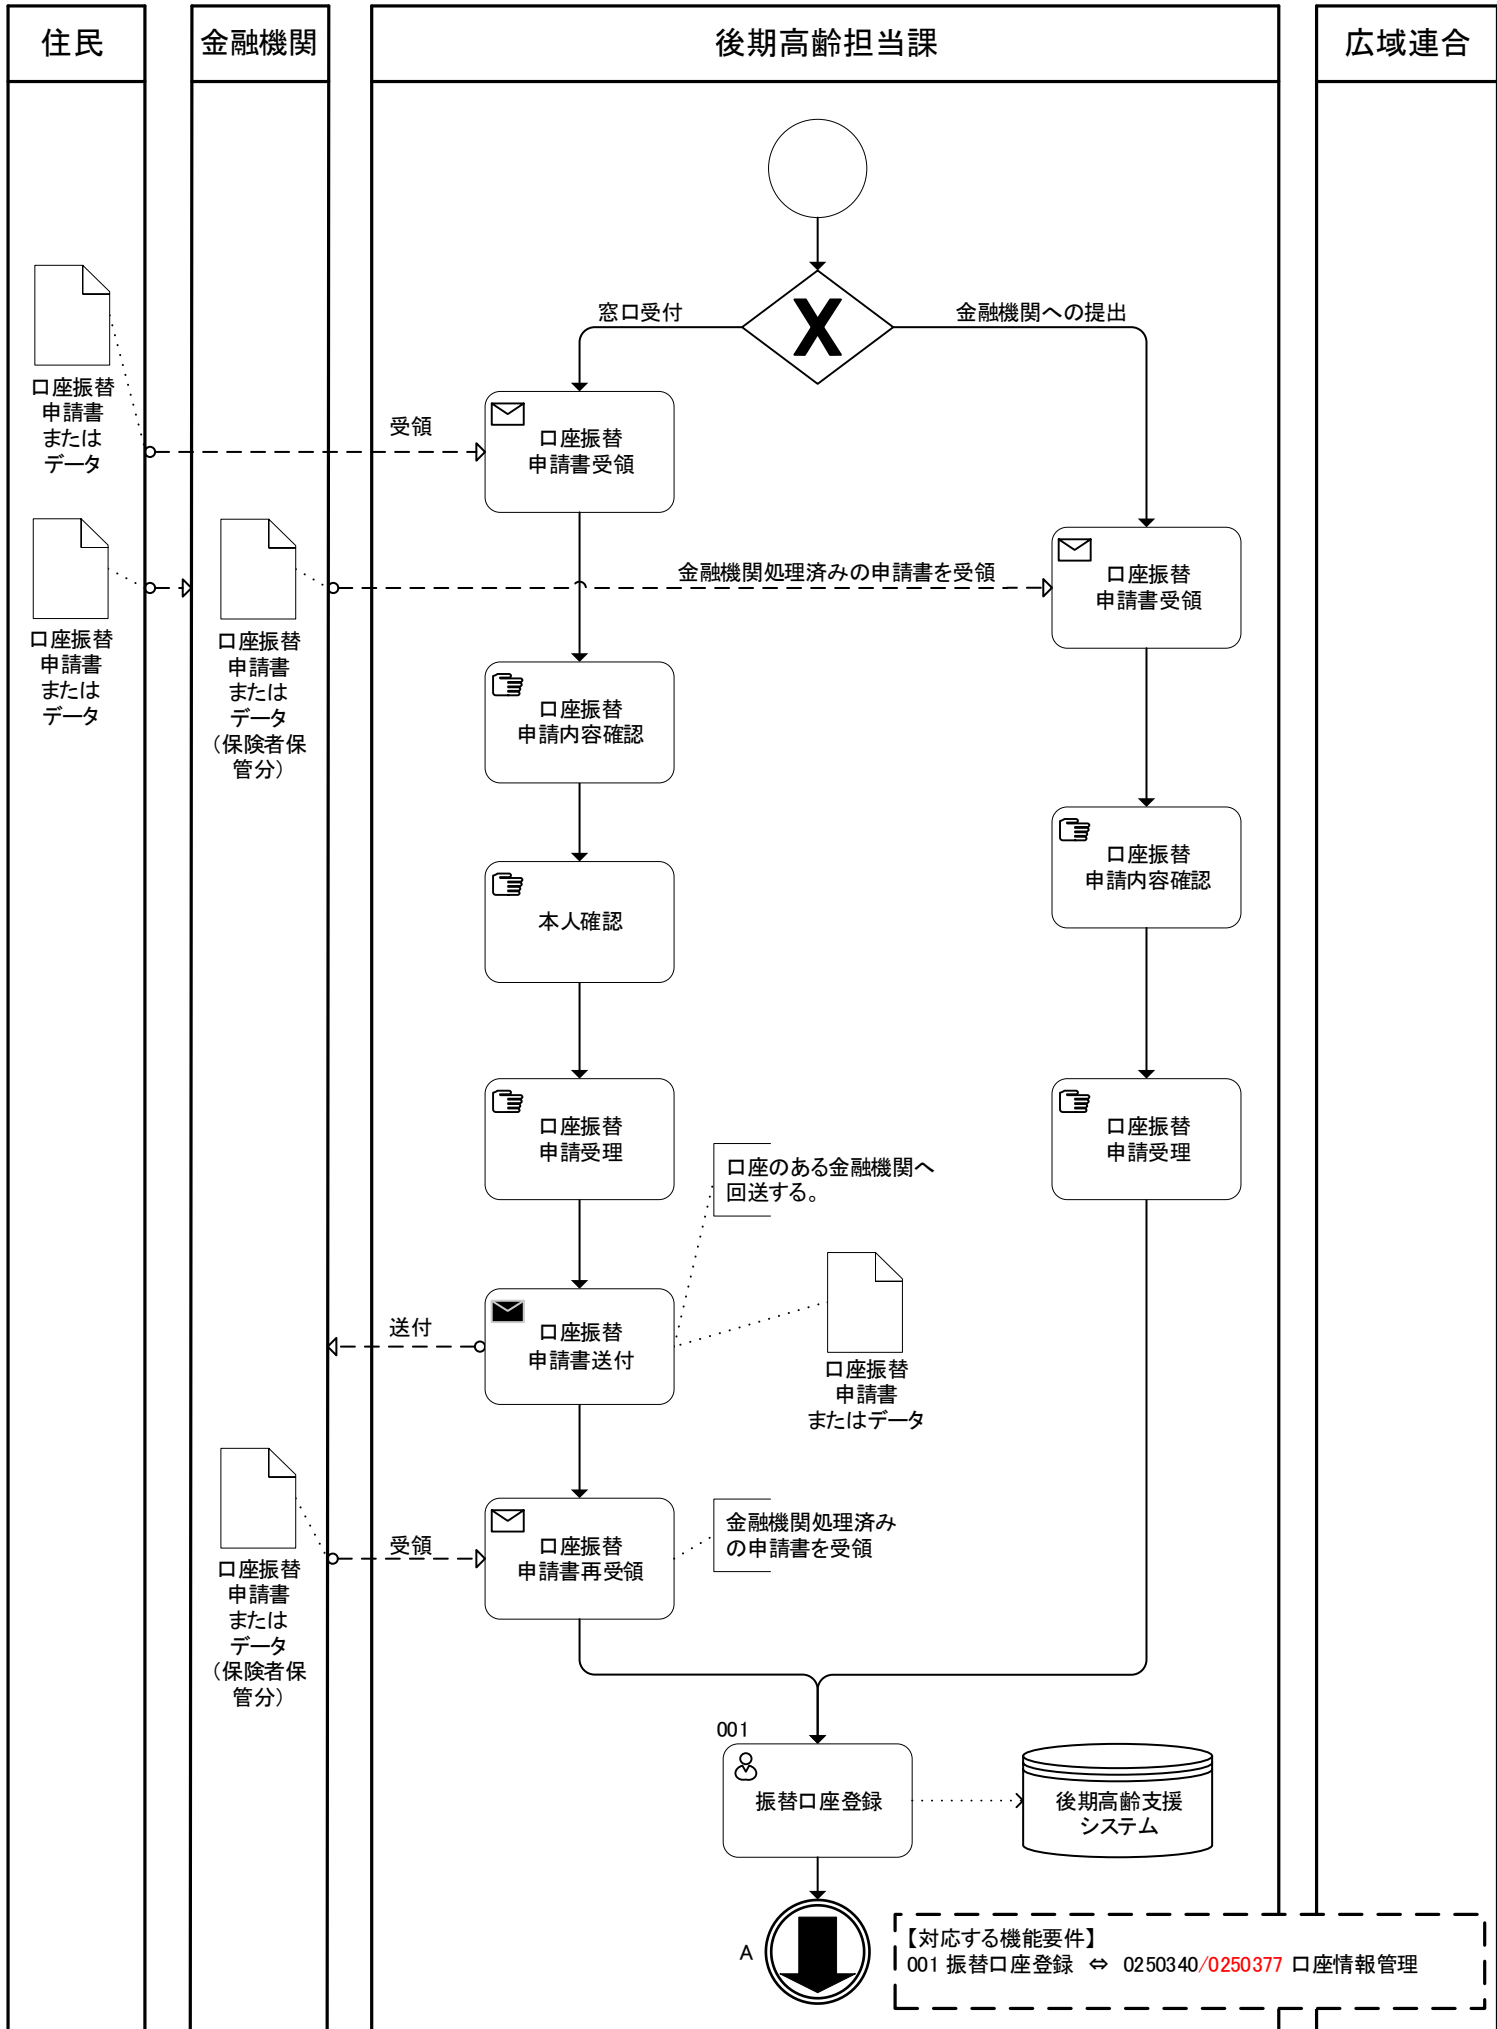 住民
金融機関
後期高齢担当課
広域連合
窓口受付
金融機関への提出
口座振替
申請書
または
データ
受領
口座振替
申請書受領
口座振替
申請書
または
データ
口座振替
申請書
または
データ
（保険者保
管分）
金融機関処理済みの申請書を受領
口座振替
申請書受領
口座振替
申請内容確認
口座振替
申請内容確認
本人確認
口座振替
申請受理
口座振替
申請受理
口座のある金融機関へ
回送する。
送付
口座振替
申請書送付
口座振替
申請書
またはデータ
口座振替
申請書
または
データ
（保険者保
管分）
受領
口座振替
申請書再受領
金融機関処理済み
の申請書を受領
001
振替口座登録
後期高齢支援
システム
A
【対応する機能要件】
001 振替口座登録 ⇔ 0250340/0250377 口座情報管理